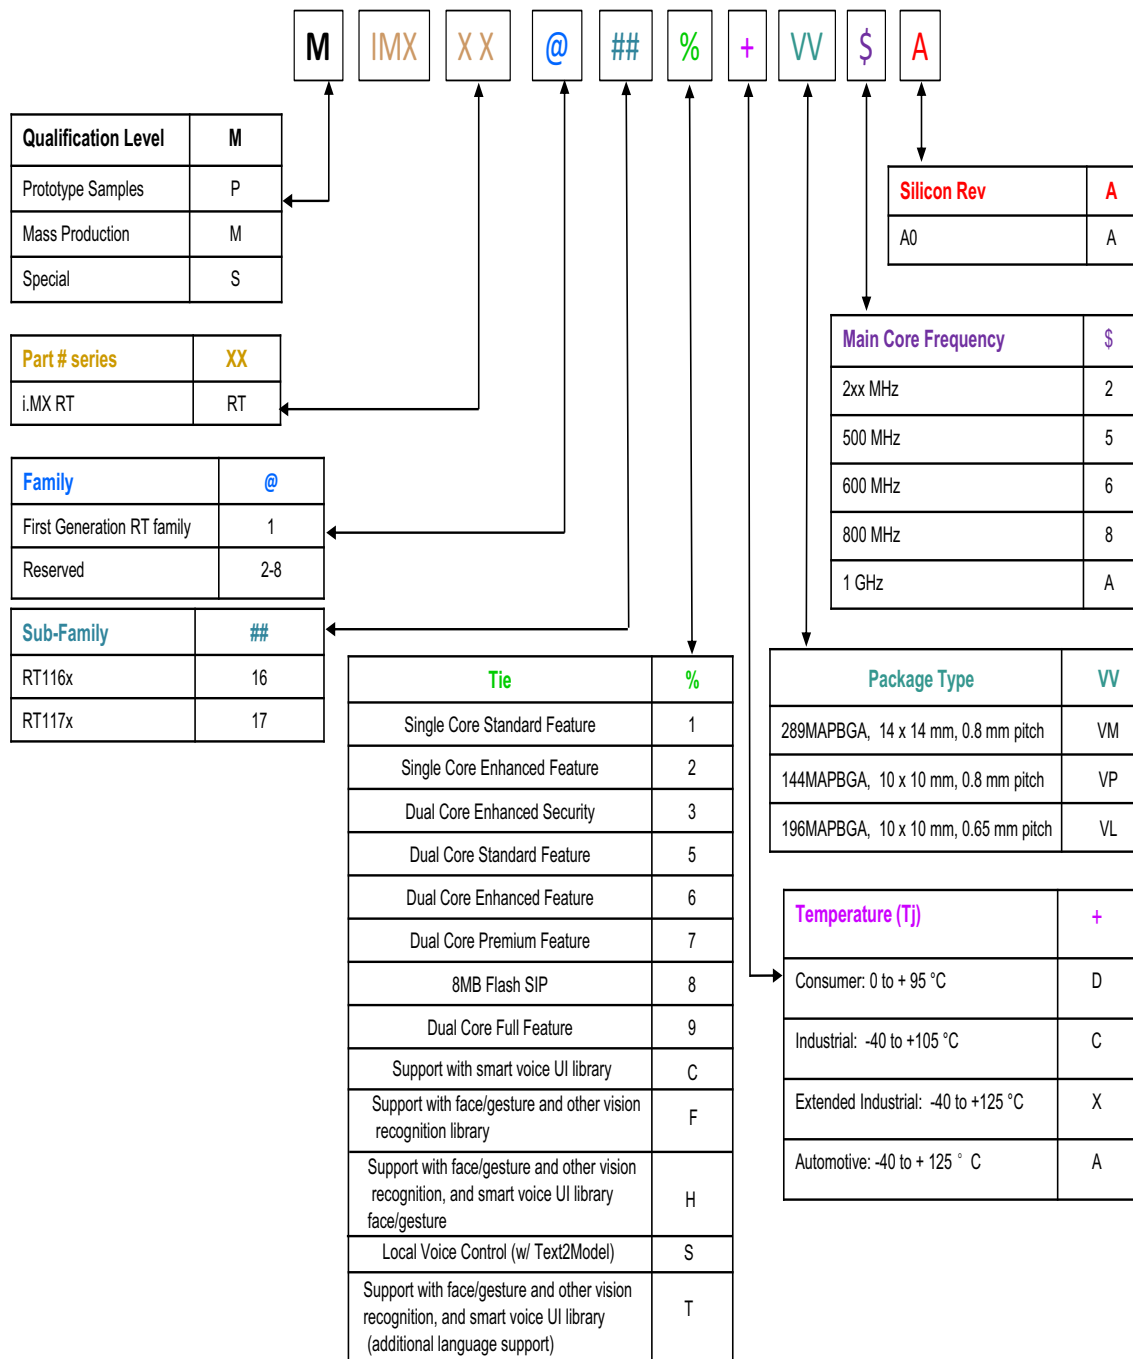 M IMX XX @ ## % + VV $ A
Qualification Level M
Prototype Samples P
Mass Production M
Special S
Silicon Rev A
A0 A
Part # series XX
i.MX RT RT
Main Core Frequency $
2xx MHz 2
500 MHz 5
600 MHz 6
800 MHz 8
1 GHz A
Family @
First Generation RT family 1
Reserved 2-8
Sub-Family ##
RT116x 16
RT117x 17
Tie %
Single Core Standard Feature 1
Single Core Enhanced Feature 2
Dual Core Enhanced Security 3
Dual Core Standard Feature 5
Dual Core Enhanced Feature 6
Dual Core Premium Feature 7
8MB Flash SIP 8
Dual Core Full Feature 9
Support with smart voice UI library C
Support with face/gesture and other vision
recognition library F
Support with face/gesture and other vision
recognition, and smart voice UI library H
face/gesture
Local Voice Control (w/ Text2Model) S
Support with face/gesture and other vision
recognition, and smart voice UI library T
(additional language support)
Package Type VV
289MAPBGA, 14 x 14 mm, 0.8 mm pitch VM
144MAPBGA, 10 x 10 mm, 0.8 mm pitch VP
196MAPBGA, 10 x 10 mm, 0.65 mm pitch VL
Temperature (Tj) +
Consumer: 0 to + 95 °C D
Industrial: -40 to +105 °C C
Extended Industrial: -40 to +125 °C X
Automotive: -40 to + 125 ° C A